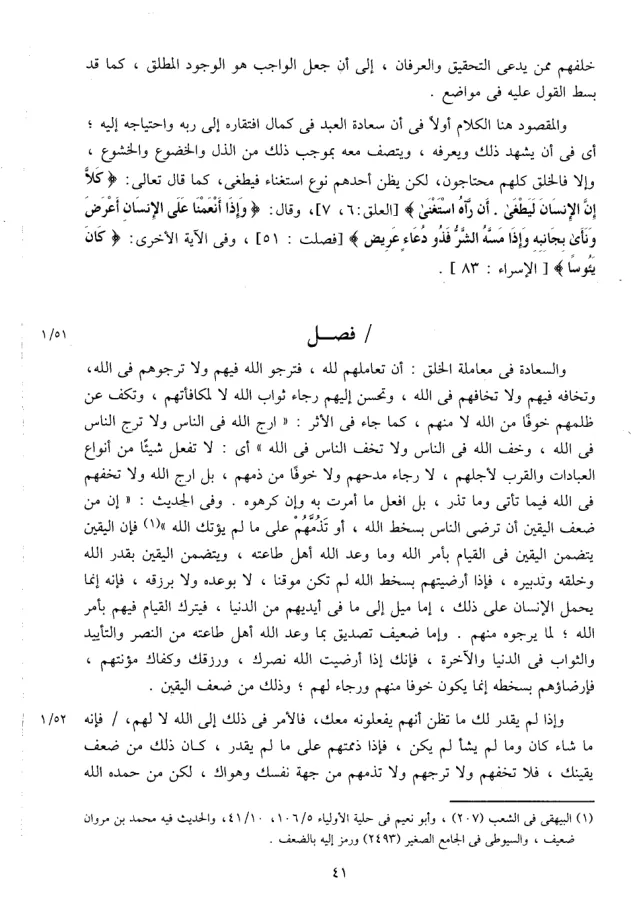 خلفهم ممن يدعى التحقيق والعرفان ، إلى أن جعل الواجب هو الوجود المطلق ، كما قد
بسط القول عليه فى مواضع .
والمقصود هنا الكلام أولاً فى أن سعادة العبد فى كمال افتقاره إلى ربه واحتياجه إليه ؛
أى فى أن يشهد ذلك ويعرفه ، ويتصف معه بموجب ذلك من الذل والخضوع والخشوع ،
وإلا فالخلق كلهم محتاجون، لكن يظن أحدهم نوع استغناء فيطغى، كما قال تعالى: ﴿ كَلاَّ
إِنَّ الإِنسَانَ لَيَطْغَىٰ . أَن رَّآهُ اسْتَغْنَىٰ ﴾ [العلق:٦، ٧]، وقال: ﴿ وَإِذَا أَنْعَمْنَا عَلَى الإِنسَانِ أَعْرَضَ
وَنَأَىٰ بِجَانِبِهِ وَإِذَا مَسَّهُ الشَّرُّ فَذُو دُعَاءٍ عَرِيضٍ ﴾ [فصلت : ٥١] ، وفى الآية الأخرى: ﴿ كَانَ
يَئُوسًا ﴾ [ الإسراء : ٨٣ ] .
/ فصــل
١/٥١
والسعادة فى معاملة الخلق : أن تعاملهم لله ، فترجو الله فيهم ولا ترجوهم فى الله،
وتخافه فيهم ولا تخافهم فى الله ، وتحسن إليهم رجاء ثواب الله لا لمكافأتهم ، وتكف عن
ظلمهم خوفًا من الله لا منهم ، كما جاء فى الأثر : « ارج الله فى الناس ولا ترج الناس
فى الله ، وخف الله فى الناس ولا تخف الناس فى الله » أى : لا تفعل شيئًا من أنواع
العبادات والقرب لأجلهم ، لا رجاء مدحهم ولا خوفًا من ذمهم ، بل ارج الله ولا تخفهم
فى الله فيما تأتى وما تذر ، بل افعل ما أمرت به وإن كرهوه . وفى الحديث : « إن من
ضعف اليقين أن ترضى الناس بسخط الله ، أو تَذُمَّهُمْ على ما لم يؤتك الله »(١) فإن اليقين
يتضمن اليقين فى القيام بأمر الله وما وعد الله أهل طاعته ، ويتضمن اليقين بقدر الله
وخلقه وتدبيره ، فإذا أرضيتهم بسخط الله لم تكن موقنا ، لا بوعده ولا برزقه ، فإنه إنما
يحمل الإنسان على ذلك ، إما ميل إلى ما فى أيديهم من الدنيا ، فيترك القيام فيهم بأمر
الله ؛ لما يرجوه منهم . وإما ضعيف تصديق بما وعد الله أهل طاعته من النصر والتأييد
والثواب فى الدنيا والآخرة ، فإنك إذا أرضيت الله نصرك ، ورزقك وكفاك مؤنتهم ،
فإرضاؤهم بسخطه إنما يكون خوفا منهم ورجاء لهم ؛ وذلك من ضعف اليقين .
وإذا لم يقدر لك ما تظن أنهم يفعلونه معك، فالأمر فى ذلك إلى الله لا لهم، / فإنه
١/٥٢
ما شاء كان وما لم يشأ لم يكن ، فإذا ذممتهم على ما لم يقدر ، كـان ذلك من ضعف
يقينك ، فلا تخفهم ولا ترجهم ولا تذمهم من جهة نفسك وهواك ، لكن من حمده الله
(١) البيهقى فى الشعب (٢٠٧) ، وأبو نعيم فى حلية الأولياء ١٠٦/٥، ٤١/١٠، والحديث فيه محمد بن مروان
ضعيف ، والسيوطى فى الجامع الصغير (٢٤٩٣) ورمز إليه بالضعف .
٤١